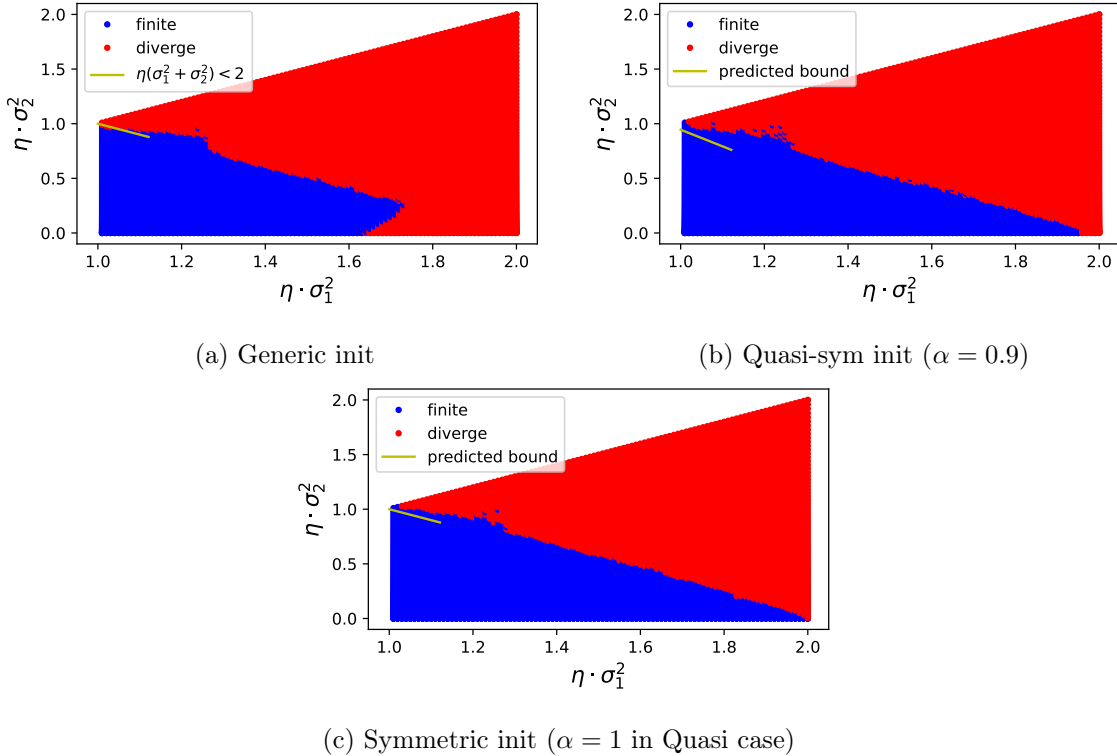 finite
diverge
η(σ₁² + σ₂²) < 2
2.0
1.5
1.0
0.5
0.0
η · σ₂²
1.0 1.2 1.4 1.6 1.8 2.0
η · σ₁²
(a) Generic init
finite
diverge
predicted bound
2.0
1.5
1.0
0.5
0.0
η · σ₂²
1.0 1.2 1.4 1.6 1.8 2.0
η · σ₁²
(b) Quasi-sym init (α = 0.9)
finite
diverge
predicted bound
2.0
1.5
1.0
0.5
0.0
η · σ₂²
1.0 1.2 1.4 1.6 1.8 2.0
η · σ₁²
(c) Symmetric init (α = 1 in Quasi case)